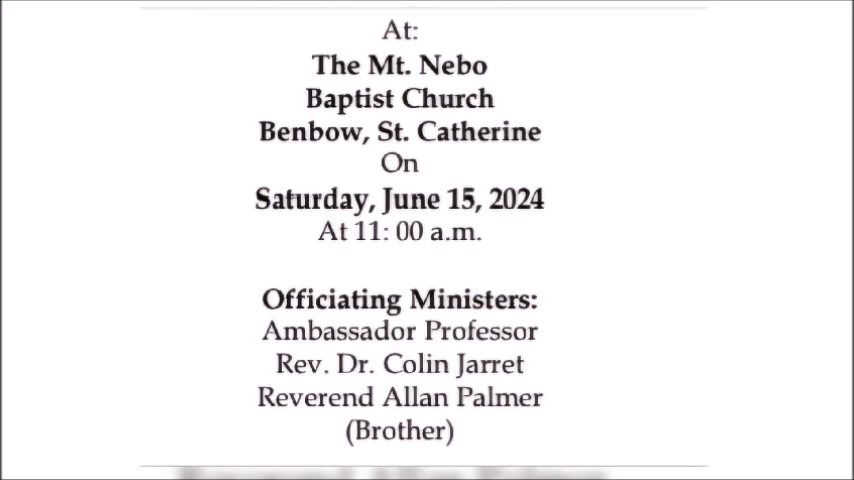 At:
The Mt. Nebo
Baptist Church
Benbow, St. Catherine
On
Saturday, June 15, 2024
At 11: 00 a.m.
Officiating Ministers:
Ambassador Professor
Rev. Dr. Colin Jarret
Reverend Allan Palmer
(Brother)